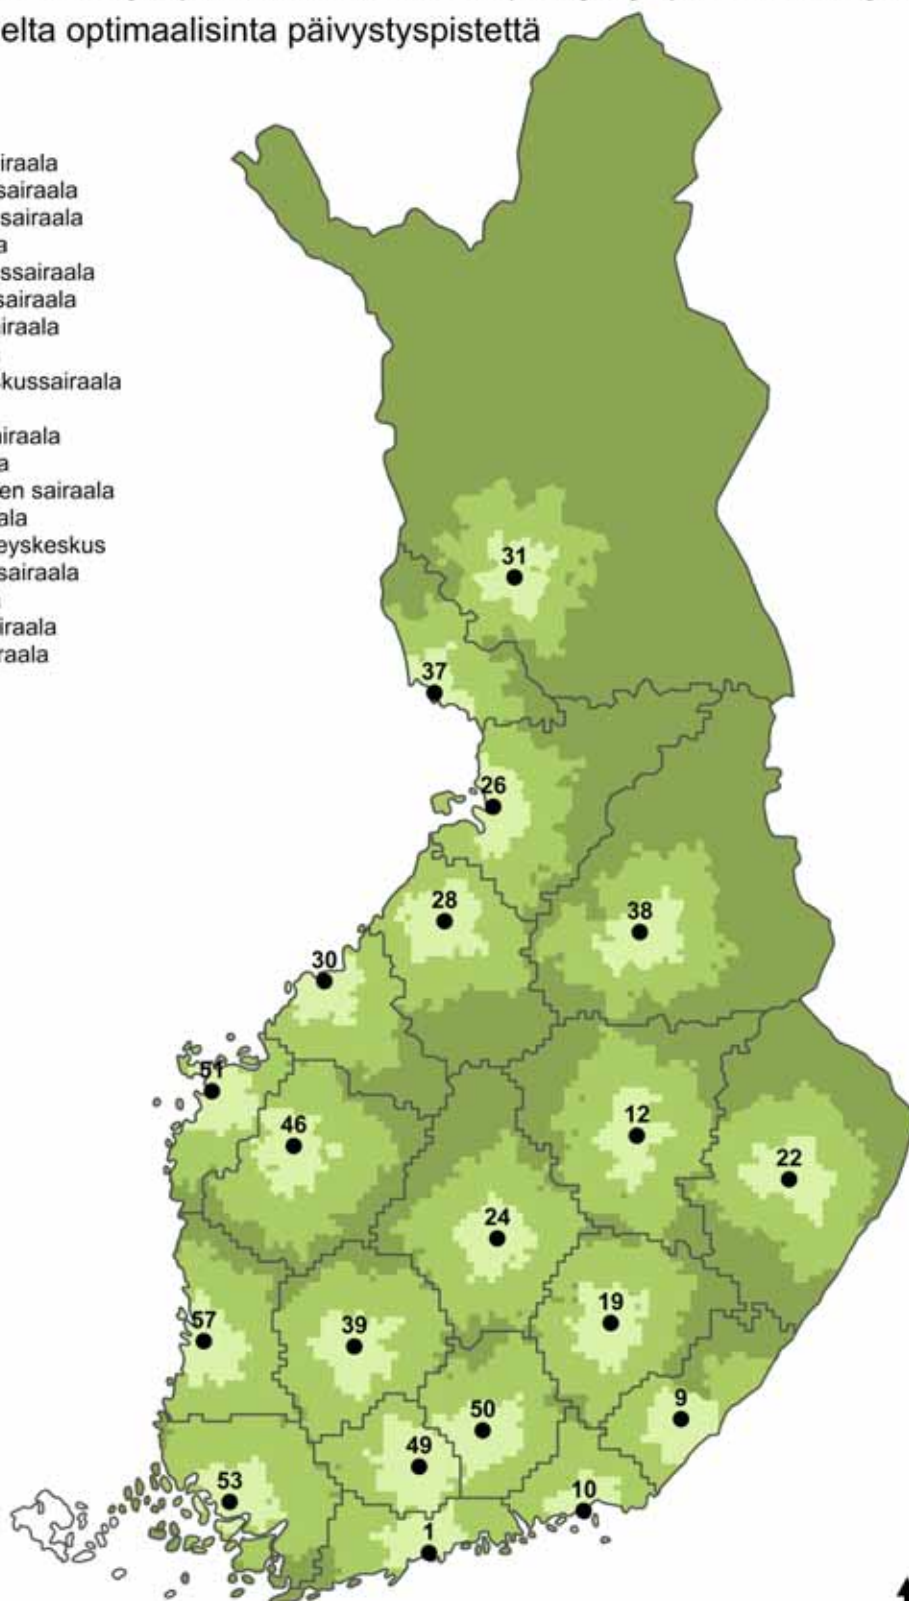 elta optimaalisinta päivystyspistettä
iraala
sairaala
sairaala
a
ssairaala
sairaala
iraala
kussairaala
iraala
a
en sairaala
ala
eyskeskus
sairaala
iraala
raala
31
37
26
28
38
30
51
46
12
22
24
57
39
19
50
9
49
53
10
1